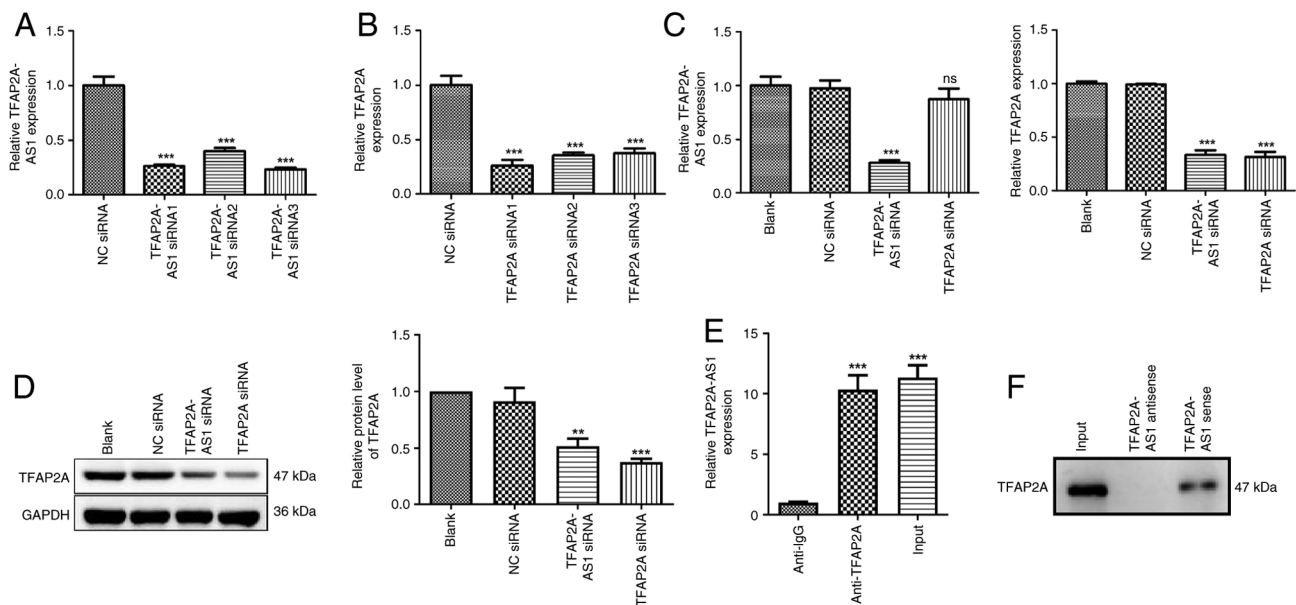 A
Relative TFAP2A-
AS1 expression
1.5
1.0
0.5
0.0
***
***
***
NC siRNA
TFAP2A-
AS1 siRNA1
TFAP2A-
AS1 siRNA2
TFAP2A-
AS1 siRNA3
B
Relative TFAP2A
expression
1.5
1.0
0.5
0.0
***
***
***
NC siRNA
TFAP2A siRNA1
TFAP2A siRNA2
TFAP2A siRNA3
C
Relative TFAP2A-
AS1 expression
1.5
1.0
0.5
0.0
***
ns
Blank
NC siRNA
TFAP2A-
AS1 siRNA
TFAP2A siRNA
Relative TFAP2A expression
1.5
1.0
0.5
0.0
***
***
Blank
NC siRNA
TFAP2A-
AS1 siRNA
TFAP2A siRNA
D
Blank
NC siRNA
TFAP2A-
AS1 siRNA
TFAP2A siRNA
TFAP2A
47 kDa
GAPDH
36 kDa
Relative protein level
of TFAP2A
1.5
1.0
0.5
0.0
**
***
Blank
NC siRNA
TFAP2A-
AS1 siRNA
TFAP2A siRNA
E
Relative TFAP2A-AS1
expression
15
10
5
0
***
***
Anti-IgG
Anti-TFAP2A
Input
F
Input
TFAP2A-
AS1 antisense
TFAP2A-
AS1 sense
TFAP2A
47 kDa